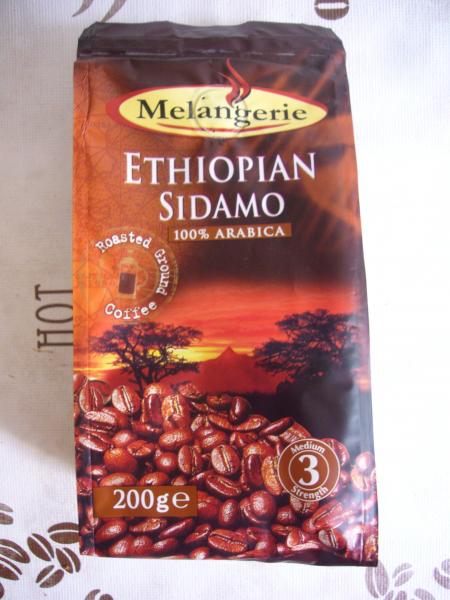 Melangerie
ETHIOPIAN
SIDAMO
100% ARABICA
Roasted Ground
Coffee
HOT
Medium
3
Strength
200g e